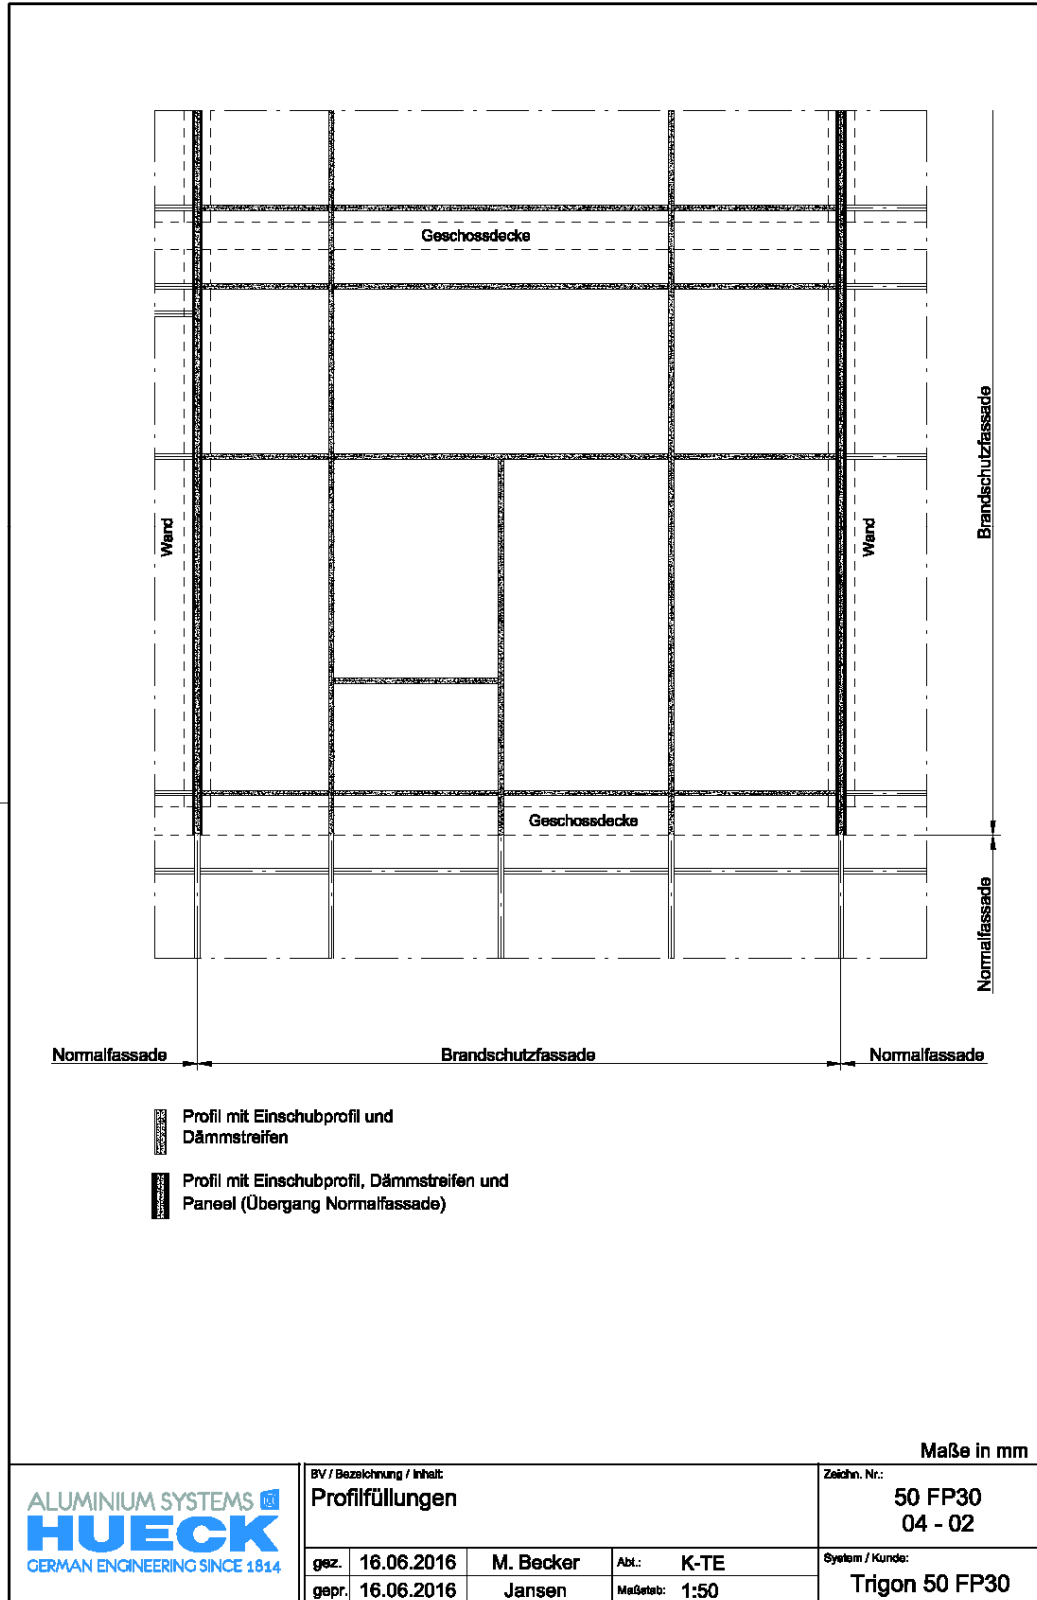 Geschossdecke
Brandschutzfassade
Wand
Wand
Geschossdecke
Normalfassade
Normalfassade
Brandschutzfassade
Normalfassade
Profil mit Einschubprofil und
Dämmstreifen
Profil mit Einschubprofil, Dämmstreifen und
Paneel (Übergang Normalfassade)
Maße in mm
ALUMINIUM SYSTEMS
HUECK
GERMAN ENGINEERING SINCE 1814
BV / Bezeichnung / Inhalt:
Profilfüllungen
Zeichn. Nr.:
50 FP30
04 - 02
gez. 16.06.2016 M. Becker Abt.: K-TE
gepr. 16.06.2016 Jansen Maßstab: 1:50
System / Kunde:
Trigon 50 FP30